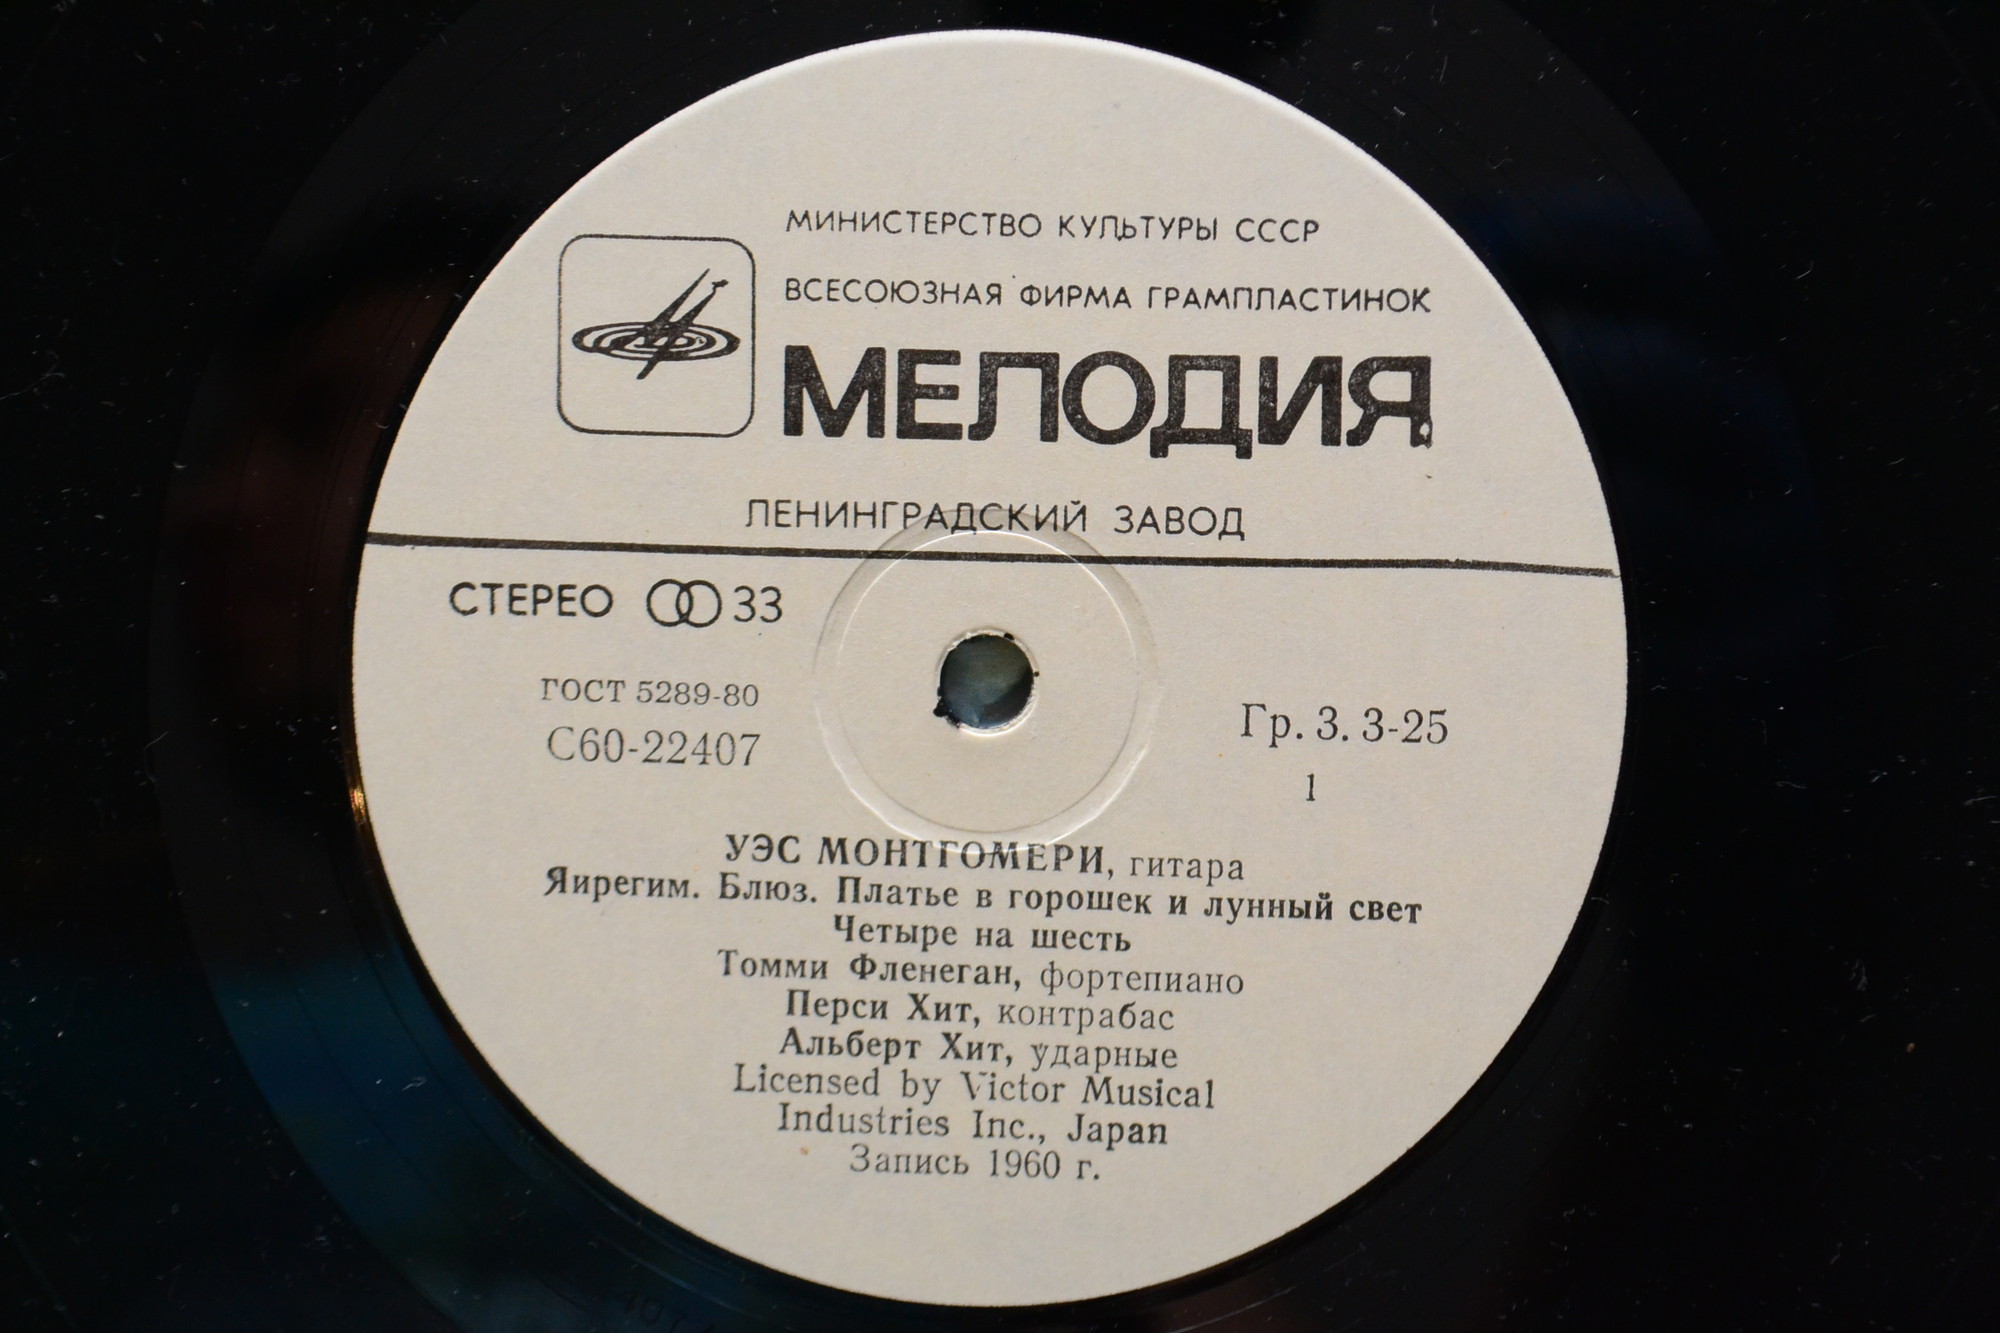 МИНИСТЕРСТВО КУЛЬТУРЫ СССР
ВСЕСОЮЗНАЯ ФИРМА ГРАМПЛАСТИНОК
МЕЛОДИЯ
ЛЕНИНГРАДСКИЙ ЗАВОД
СТЕРЕО 33
ГОСТ 5289-80
С60-22407
Гр. 3. 3-25
1
УЭС МОНТГОМЕРИ, гитара
Яирегим. Блюз. Платье в горошек и лунный свет
Четыре на шесть
Томми Фленеган, фортепиано
Перси Хит, контрабас
Альберт Хит, ударные
Licensed by Victor Musical
Industries Inc., Japan
Запись 1960 г.